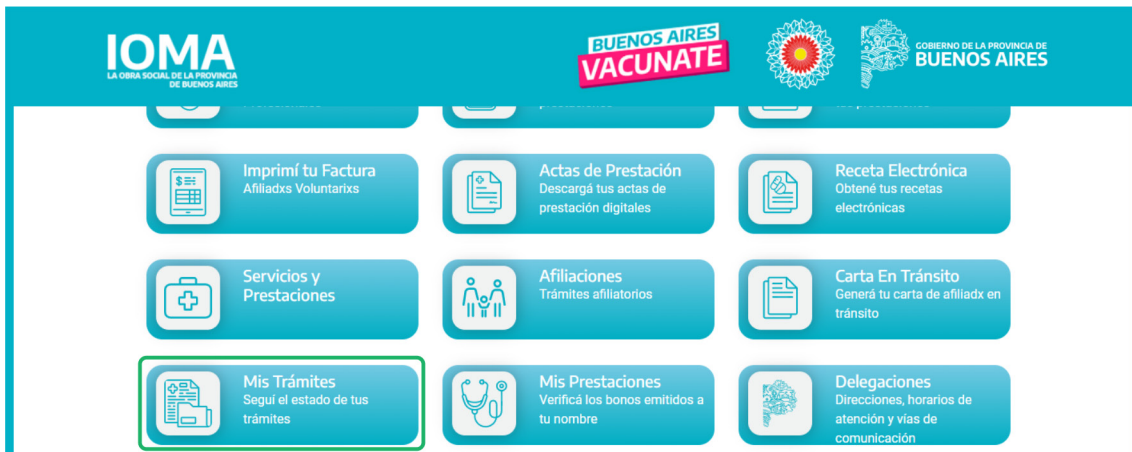 IOMA
LA OBRA SOCIAL DE LA PROVINCIA
DE BUENOS AIRES
BUENOS AIRES
VACUNATE
GOBIERNO DE LA PROVINCIA DE
BUENOS AIRES
Imprimí tu Factura
Afiliadxs Voluntarixs
Actas de Prestación
Descargá tus actas de
prestación digitales
Receta Electrónica
Obtené tus recetas
electrónicas
Servicios y
Prestaciones
Afiliaciones
Trámites afiliatorios
Carta En Tránsito
Generá tu carta de afiliadx en
tránsito
Mis Trámites
Seguí el estado de tus
trámites
Mis Prestaciones
Verificá los bonos emitidos a
tu nombre
Delegaciones
Direcciones, horarios de
atención y vías de
comunicación